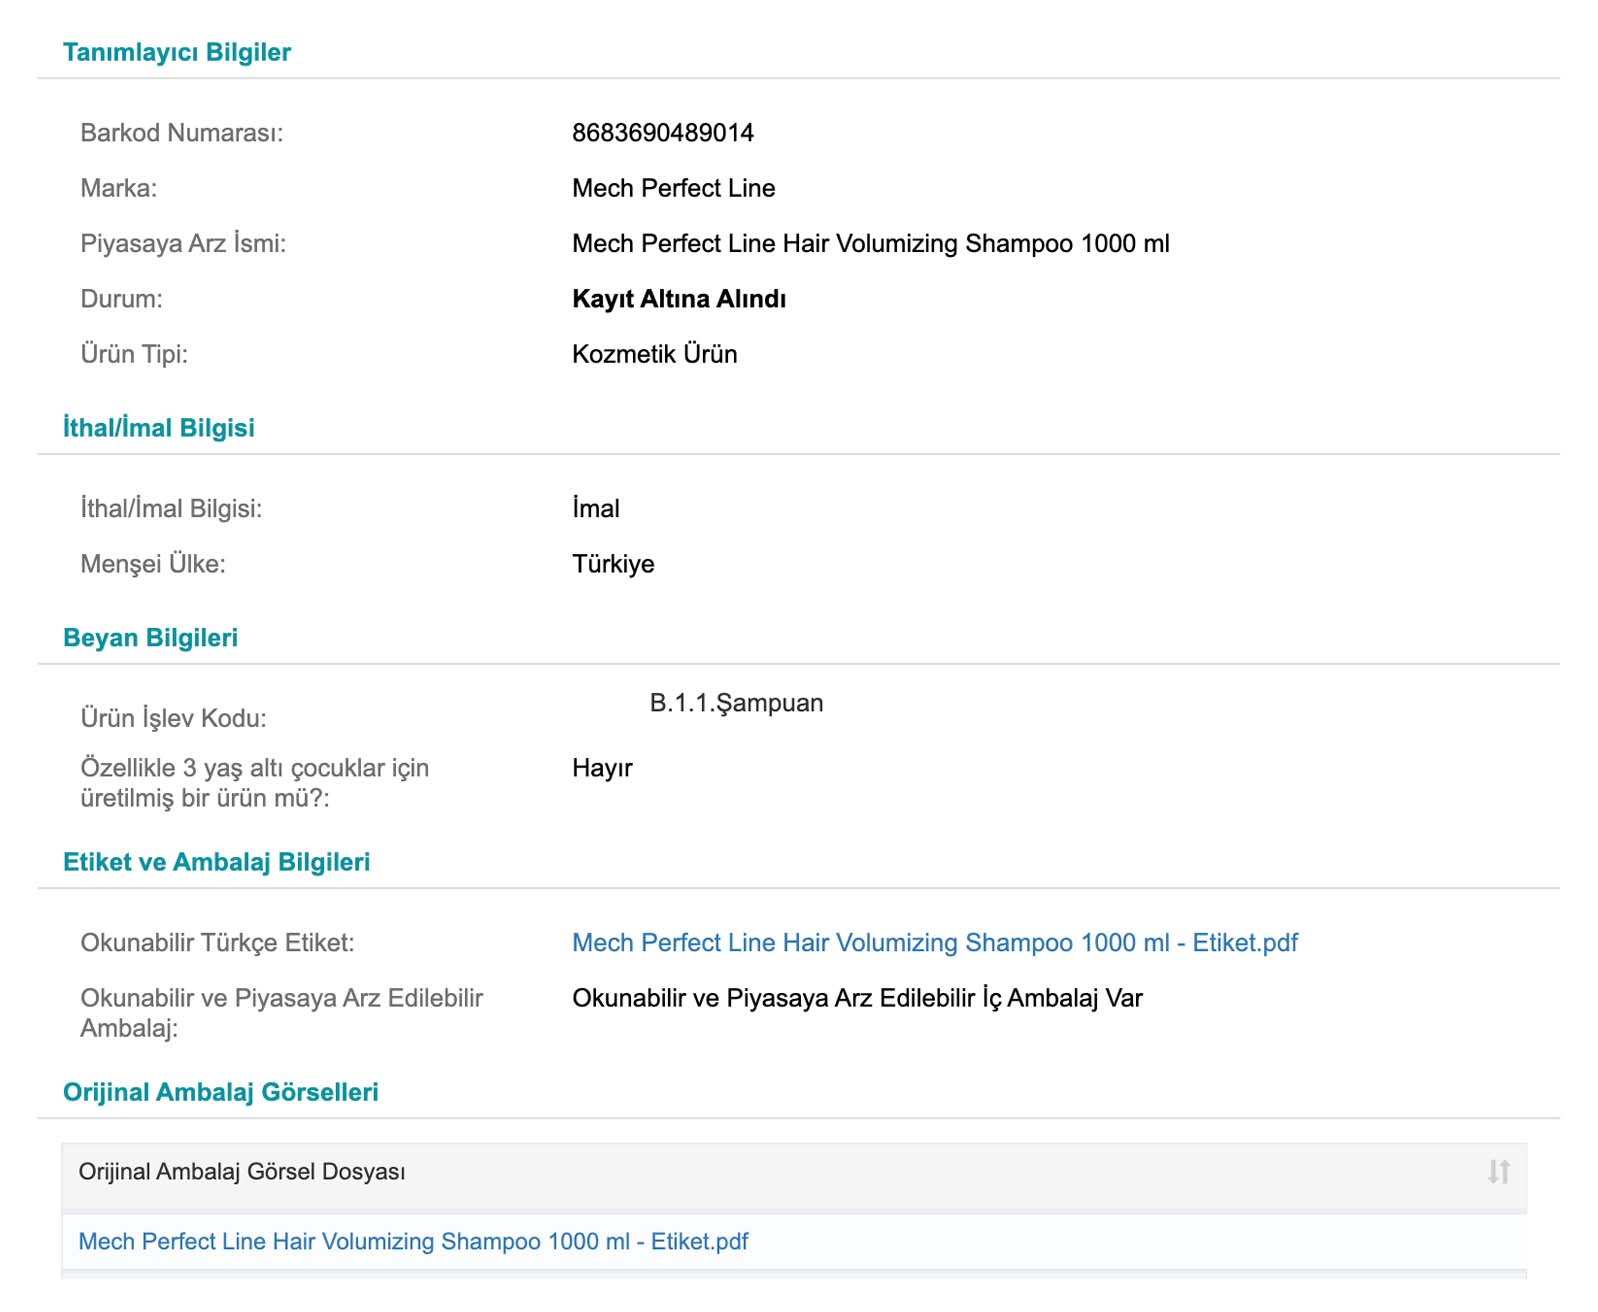 Tanımlayıcı Bilgiler
Barkod Numarası: 8683690489014
Marka: Mech Perfect Line
Piyasaya Arz İsmi: Mech Perfect Line Hair Volumizing Shampoo 1000 ml
Durum: Kayıt Altına Alındı
Ürün Tipi: Kozmetik Ürün
İthal/İmal Bilgisi
İthal/İmal Bilgisi: İmal
Menşei Ülke: Türkiye
Beyan Bilgileri
Ürün İşlev Kodu: B.1.1.Şampuan
Özellikle 3 yaş altı çocuklar için Hayır
üretilmiş bir ürün mü?:
Etiket ve Ambalaj Bilgileri
Okunabilir Türkçe Etiket: Mech Perfect Line Hair Volumizing Shampoo 1000 ml - Etiket.pdf
Okunabilir ve Piyasaya Arz Edilebilir Okunabilir ve Piyasaya Arz Edilebilir İç Ambalaj Var
Ambalaj:
Orijinal Ambalaj Görselleri
Orijinal Ambalaj Görsel Dosyası
Mech Perfect Line Hair Volumizing Shampoo 1000 ml - Etiket.pdf